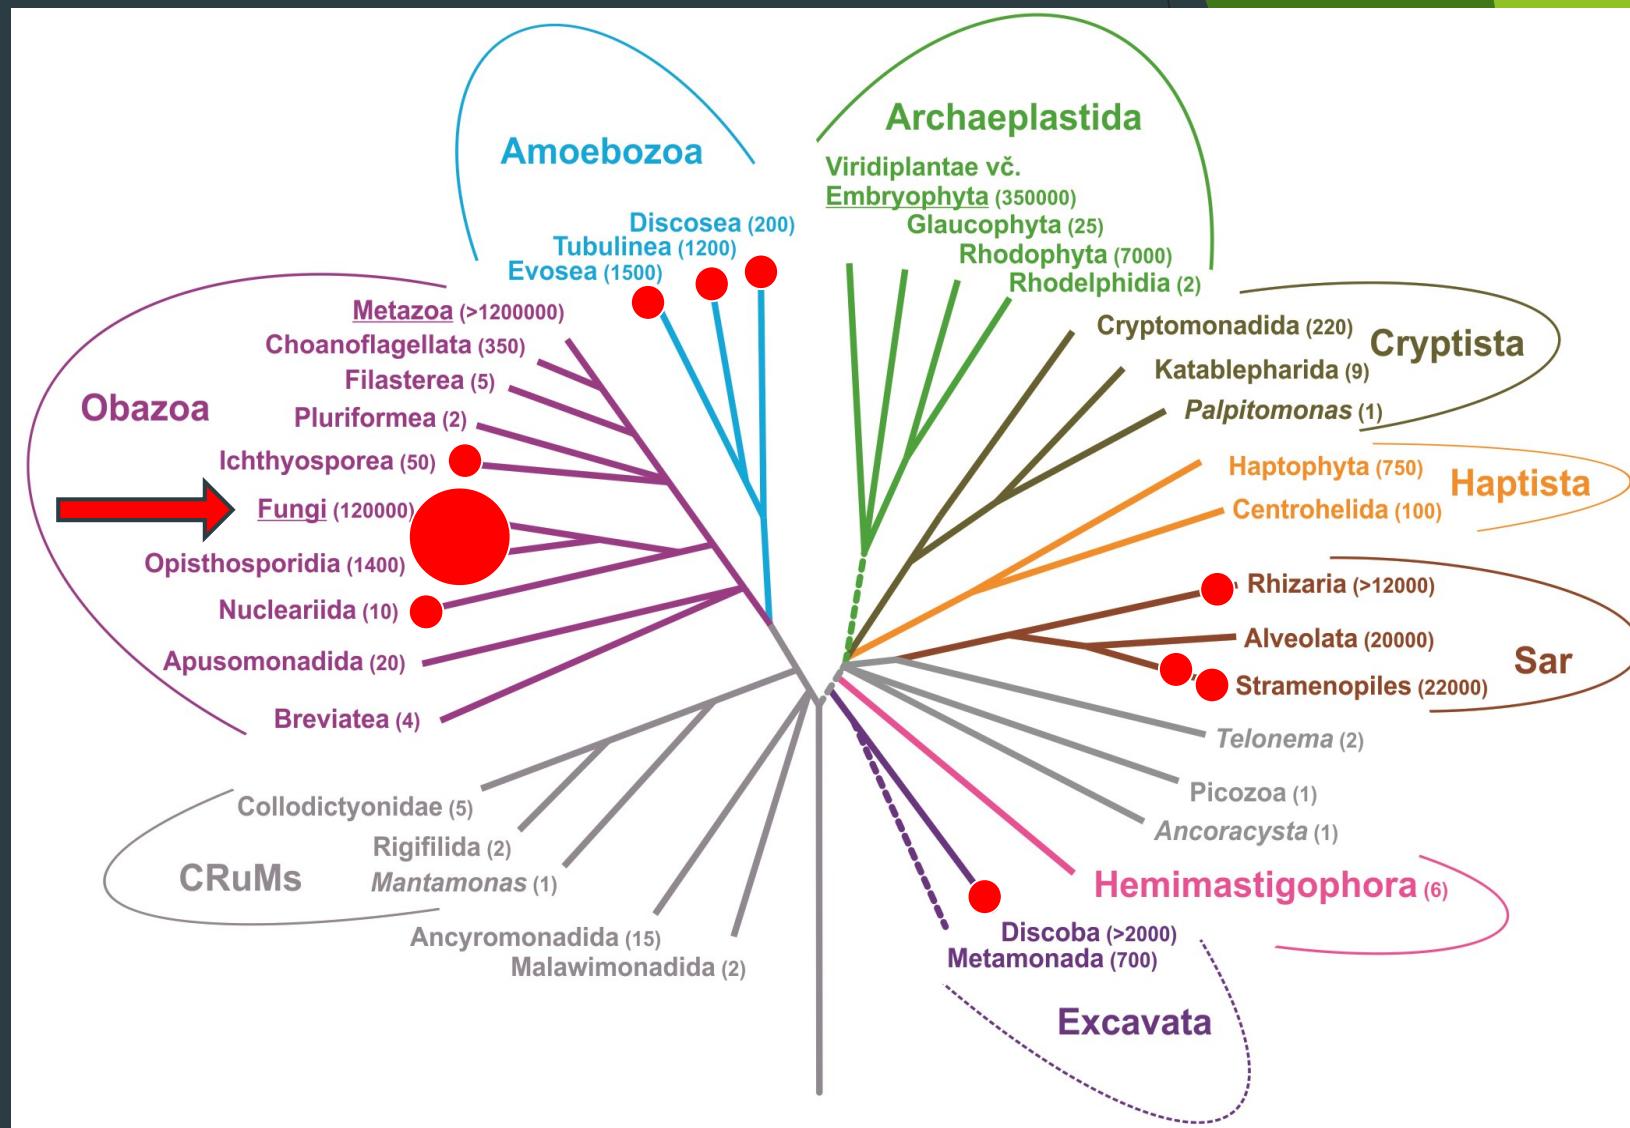 Amoebozoa
Discosea (200)
Tubulinea (1200)
Evosea (1500)
Archaeplastida
Viridiplantae vč.
Embryophyta (350000)
Glaucophyta (25)
Rhodophyta (7000)
Rhodelphidia (2)
Obazoa
Metazoa (>1200000)
Choanoflagellata (350)
Filasterea (5)
Pluriformea (2)
Ichthyosporea (50)
Fungi (120000)
Opisthosporidia (1400)
Nucleariida (10)
Apusomonadida (20)
Breviatea (4)
Cryptista
Cryptomonadida (220)
Katablepharida (9)
Palpitomonas (1)
Haptista
Haptophyta (750)
Centrohelida (100)
Sar
Rhizaria (>12000)
Alveolata (20000)
Stramenopiles (22000)
Telonema (2)
Picozoa (1)
Ancoracysta (1)
CRuMs
Collodictyonidae (5)
Rigifilida (2)
Mantamonas (1)
Ancyromonadida (15)
Malawimonadida (2)
Hemimastigophora (6)
Discoba (>2000)
Metamonada (700)
Excavata